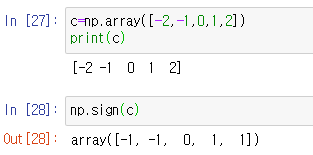 In [27]: c=np.array([-2,-1,0,1,2])
print(c)
[-2 -1  0  1  2]
In [28]: np.sign(c)
Out[28]: array([-1, -1,  0,  1,  1])